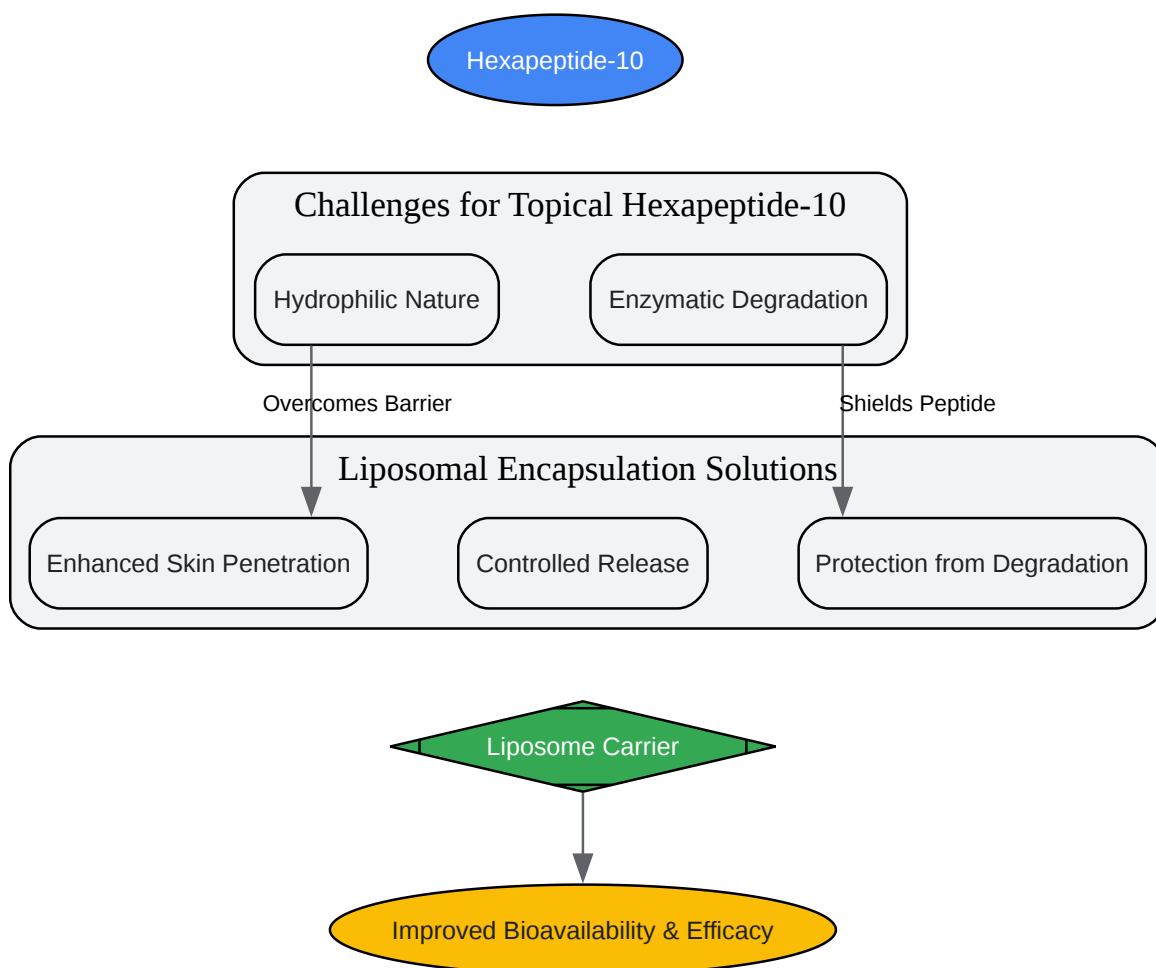 Hexapeptide-10
Challenges for Topical Hexapeptide-10
Hydrophilic Nature
Enzymatic Degradation
Overcomes Barrier
Shields Peptide
Liposomal Encapsulation Solutions
Enhanced Skin Penetration
Controlled Release
Protection from Degradation
Liposome Carrier
Improved Bioavailability & Efficacy